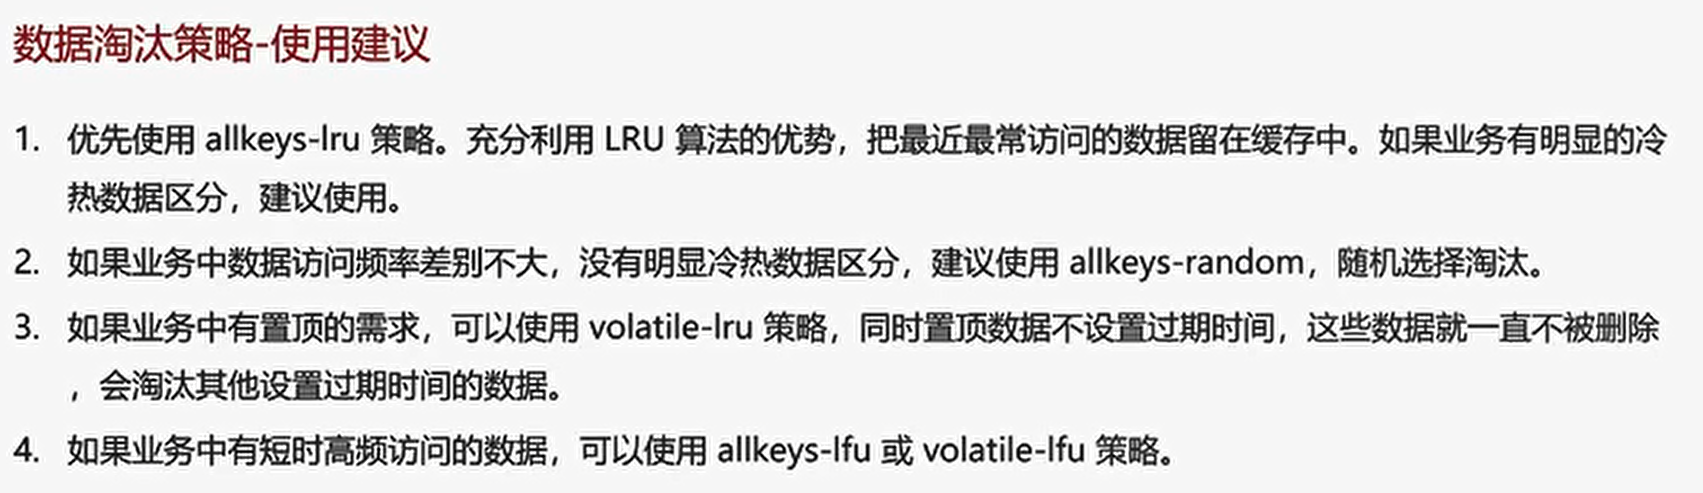 数据淘汰策略-使用建议
1. 优先使用 allkeys-lru 策略。充分利用 LRU 算法的优势，把最近最常访问的数据留在缓存中。如果业务有明显的冷
热数据区分，建议使用。
2. 如果业务中数据访问频率差别不大，没有明显冷热数据区分，建议使用 allkeys-random，随机选择淘汰。
3. 如果业务中有置顶的需求，可以使用 volatile-lru 策略，同时置顶数据不设置过期时间，这些数据就一直不被删除
，会淘汰其他设置过期时间的数据。
4. 如果业务中有短时高频访问的数据，可以使用 allkeys-lfu 或 volatile-lfu 策略。